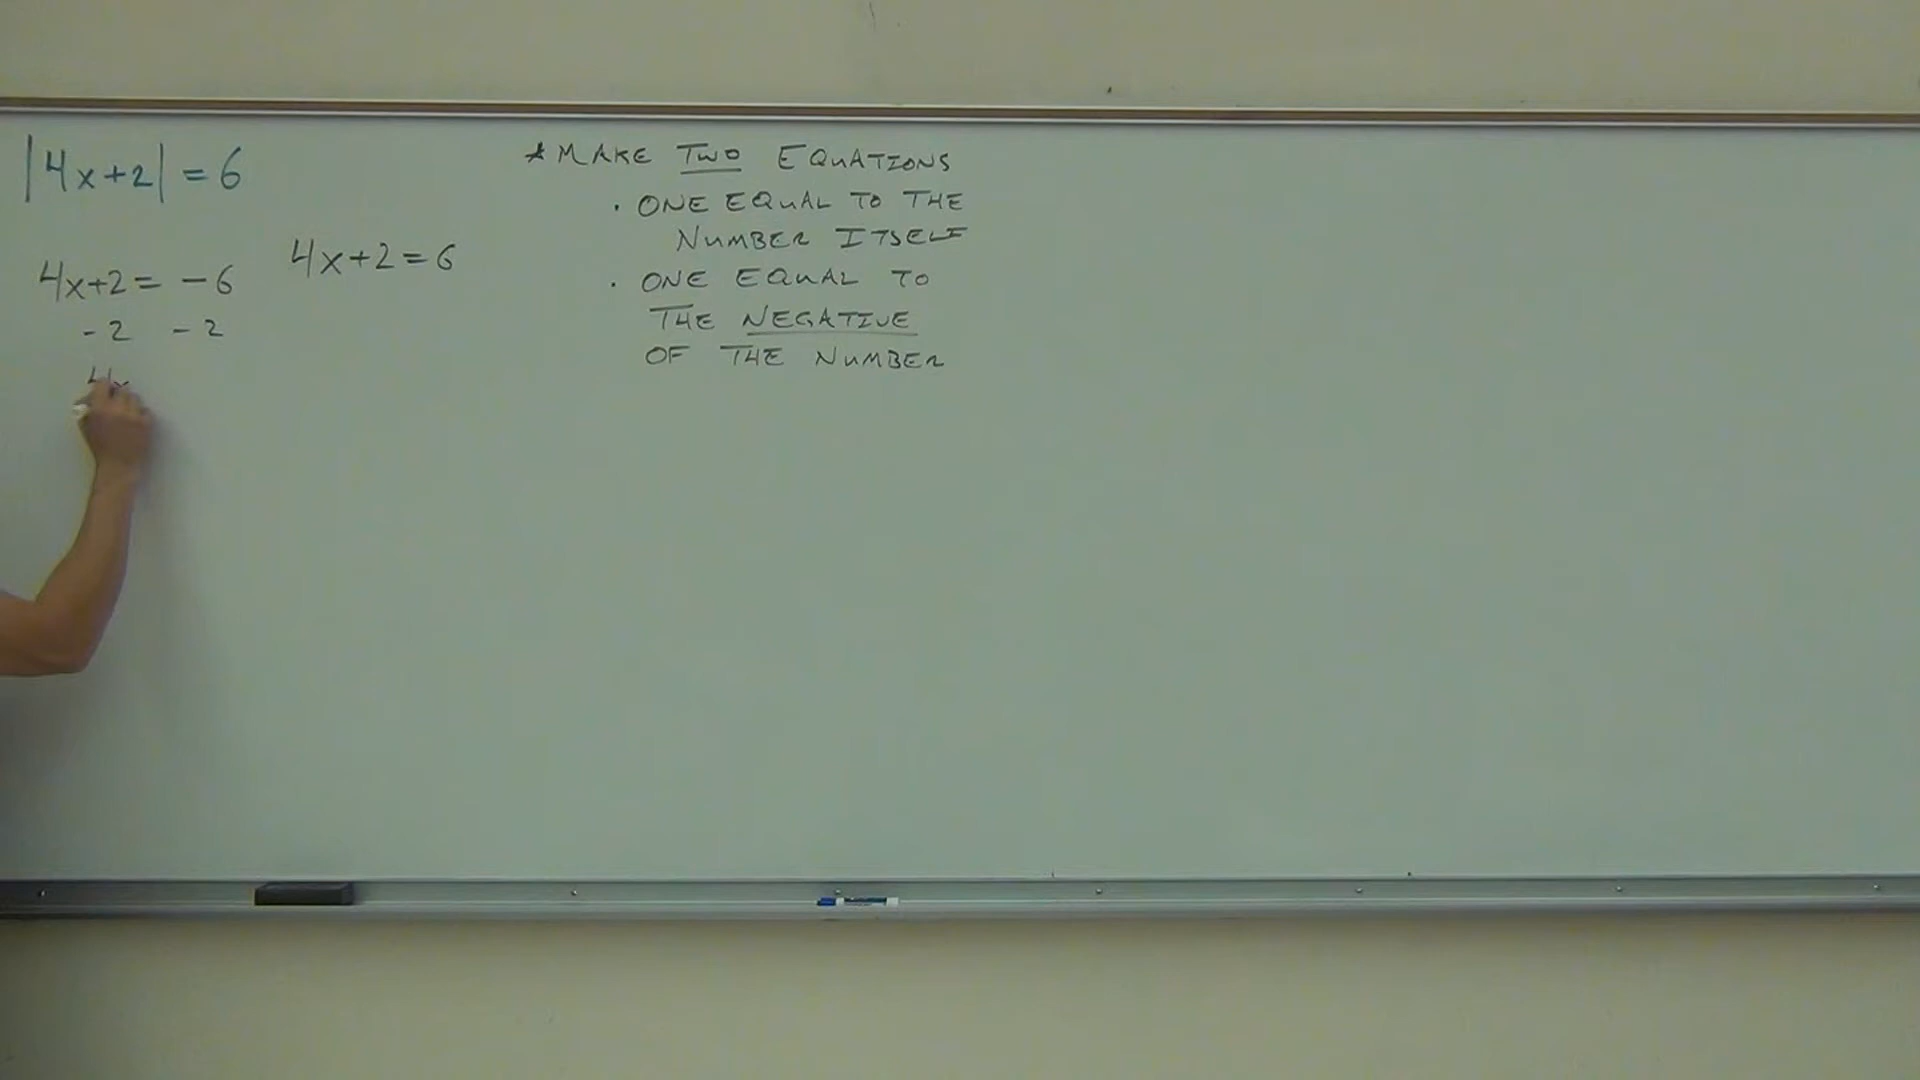 |4x+2| = 6
4x+2 = -6
-2 -2
4x
4x+2=6
* MAKE TWO EQUATIONS
· ONE EQUAL TO THE
NUMBER ITSELF
· ONE EQUAL TO
THE NEGATIVE
OF THE NUMBER